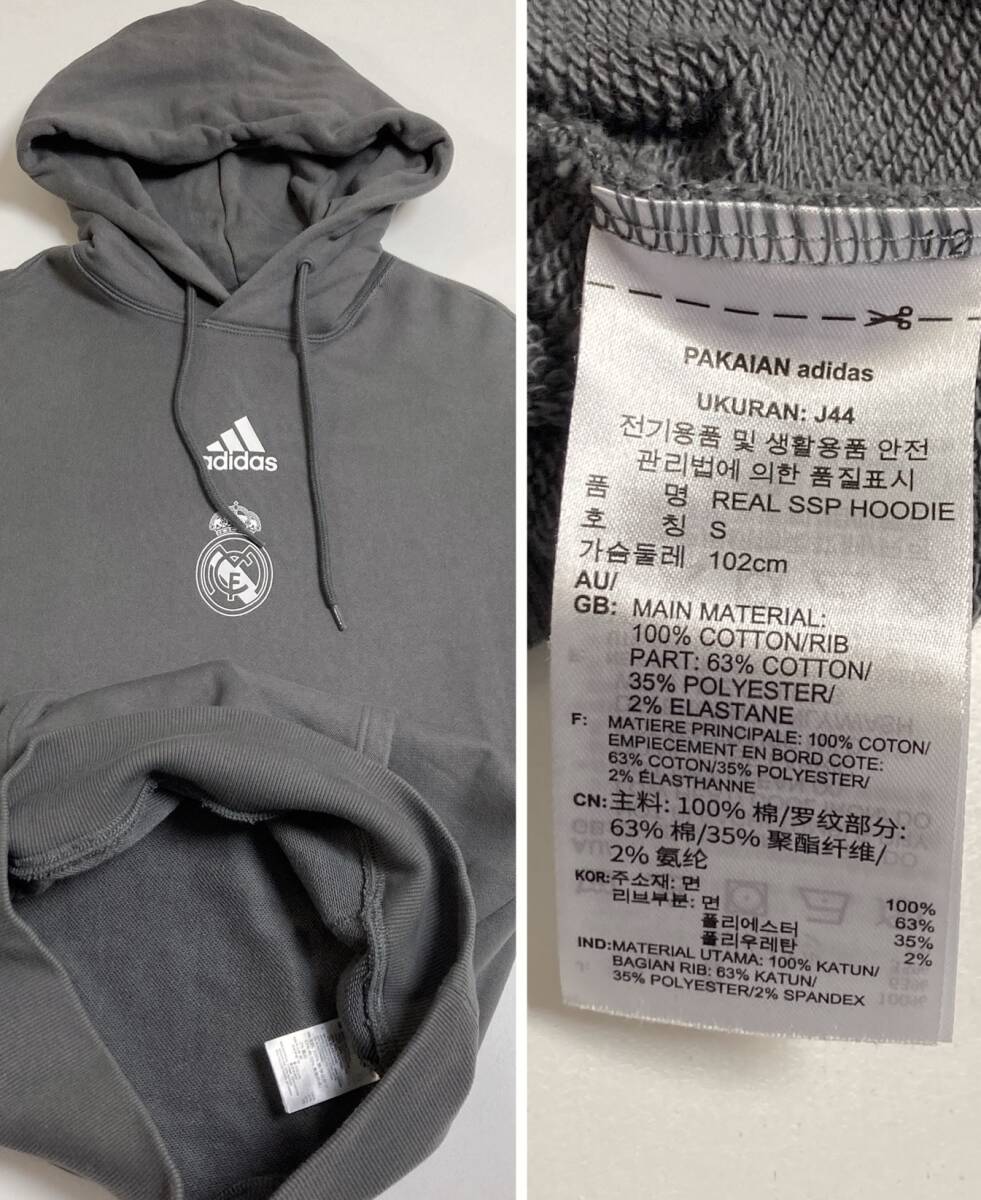 adidas
1/2
PAKAIAN adidas
UKURAN: J44
전기용품 및 생활용품 안전
관리법에 의한 품질표시
품 명 REAL SSP HOODIE
호 칭 S
가슴둘레 102cm
AU/
GB: MAIN MATERIAL:
100% COTTON/RIB
PART: 63% COTTON/
35% POLYESTER/
2% ELASTANE
F: MATIERE PRINCIPALE: 100% COTON/
EMPIECEMENT EN BORD COTE:
63% COTON/35% POLYESTER/
2% ÉLASTHANNE
CN:主料: 100% 棉/罗纹部分:
63% 棉/35% 聚酯纤维/
2% 氨纶
KOR:주소재: 면 100%
리브부분: 면 63%
폴리에스터 35%
폴리우레탄 2%
IND:MATERIAL UTAMA: 100% KATUN/
BAGIAN RIB: 63% KATUN/
35% POLYESTER/2% SPANDEX